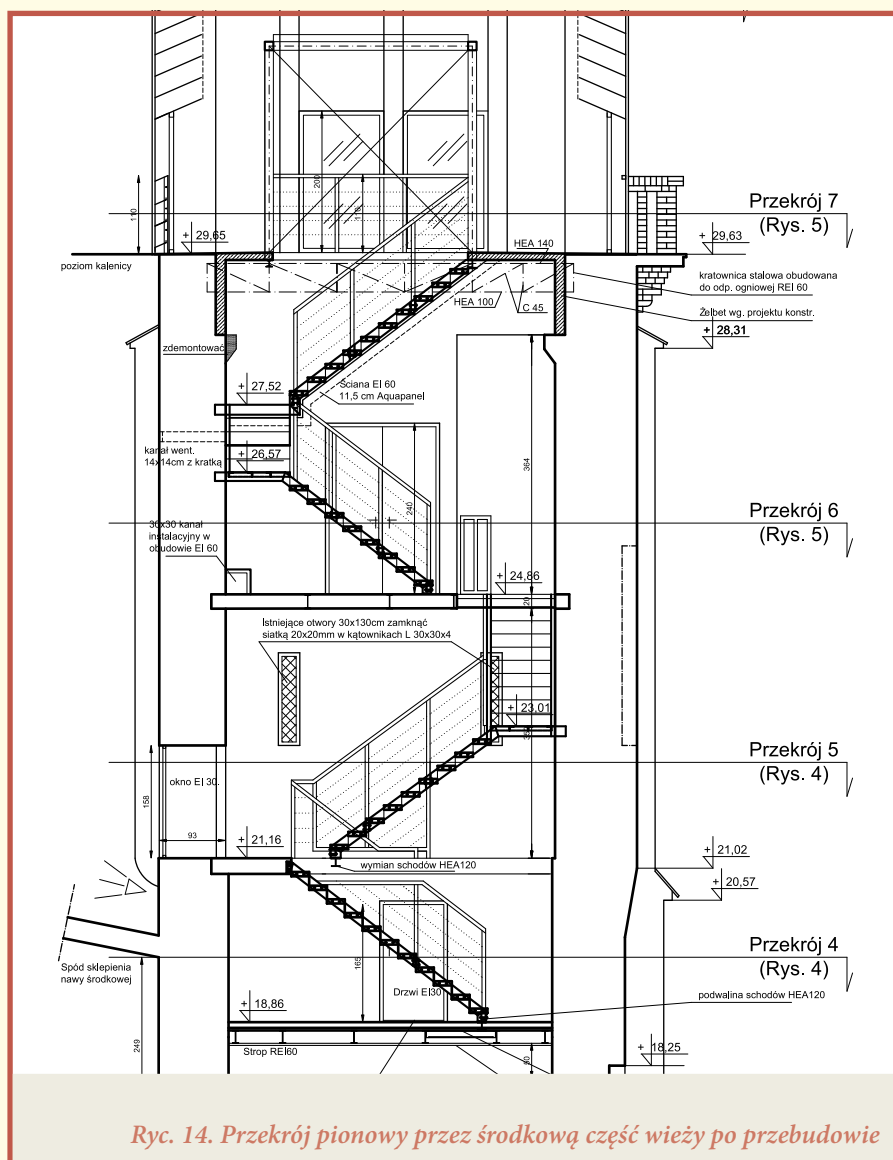 Przekrój 7
(Rys. 5)
200
110
110
+ 29,65
HEA 140
+ 29,63
poziom kalenicy
kratownica stalowa obudowana
do odp. ogniowej REI 60
HEA 100
C 45
Żelbet wg. projektu konstr.
+ 28,31
zdemontować
+ 27,52
Ściana EI 60
11,5 cm Aquapanel
kanał went.
14x14cm z kratką
+ 26,57
364
240
Przekrój 6
(Rys. 5)
30x30 kanał
instalacyjny w
obudowie EI 60
+ 24,86
20
Istniejące otwory 30x130cm zamknąć
siatką 20x20mm w kątownikach L 30x30x4
+ 23,01
Przekrój 5
(Rys. 4)
okno EI 30.
158
93
+ 21,16
wymian schodów HEA120
+ 21,02
+ 20,57
Przekrój 4
(Rys. 4)
165
Spód sklepienia
nawy środkowej
Drzwi EI30
podwalina schodów HEA120
+ 18,86
Strop REI60
249
+ 18,25
Ryc. 14. Przekrój pionowy przez środkową część wieży po przebudowie